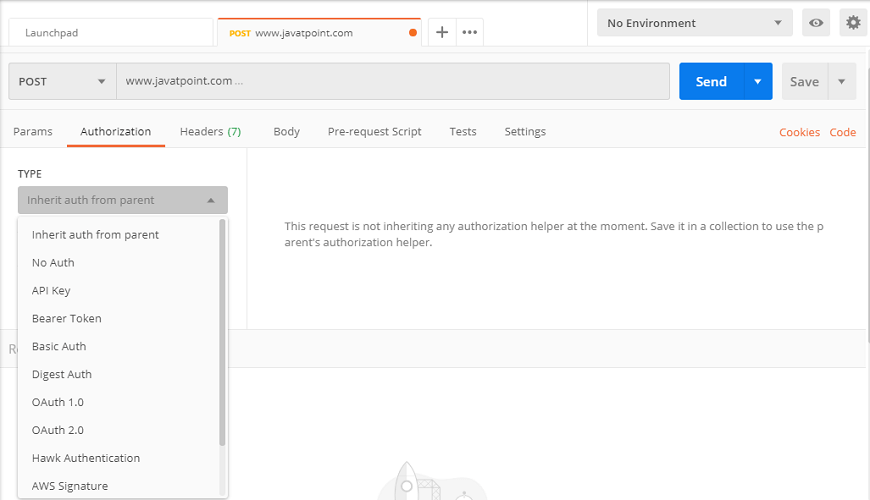 Launchpad
POST www.javatpoint.com
No Environment
POST
www.javatpoint.com ...
Send
Save
Params
Authorization
Headers (7)
Body
Pre-request Script
Tests
Settings
Cookies
Code
TYPE
Inherit auth from parent
This request is not inheriting any authorization helper at the moment. Save it in a collection to use the p
arent's authorization helper.
Inherit auth from parent
No Auth
API Key
Bearer Token
Basic Auth
Digest Auth
OAuth 1.0
OAuth 2.0
Hawk Authentication
AWS Signature